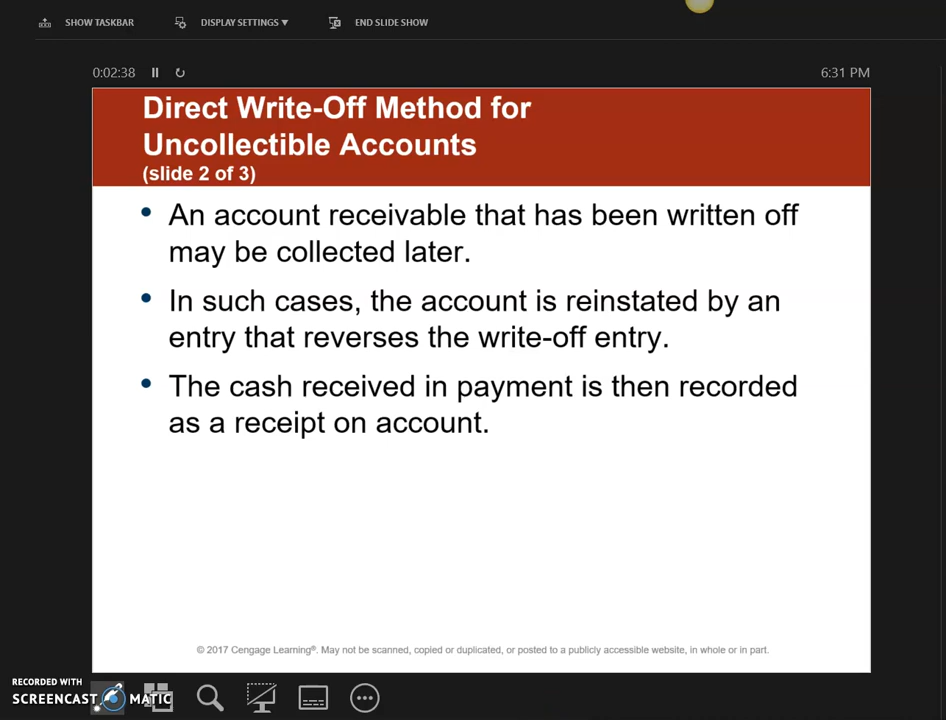 SHOW TASKBAR DISPLAY SETTINGS ▼ END SLIDE SHOW
0:02:38 6:31 PM
Direct Write-Off Method for
Uncollectible Accounts
(slide 2 of 3)
• An account receivable that has been written off
may be collected later.
• In such cases, the account is reinstated by an
entry that reverses the write-off entry.
• The cash received in payment is then recorded
as a receipt on account.
© 2017 Cengage Learning®. May not be scanned, copied or duplicated, or posted to a publicly accessible website, in whole or in part.
RECORDED WITH
SCREENCAST MATIC